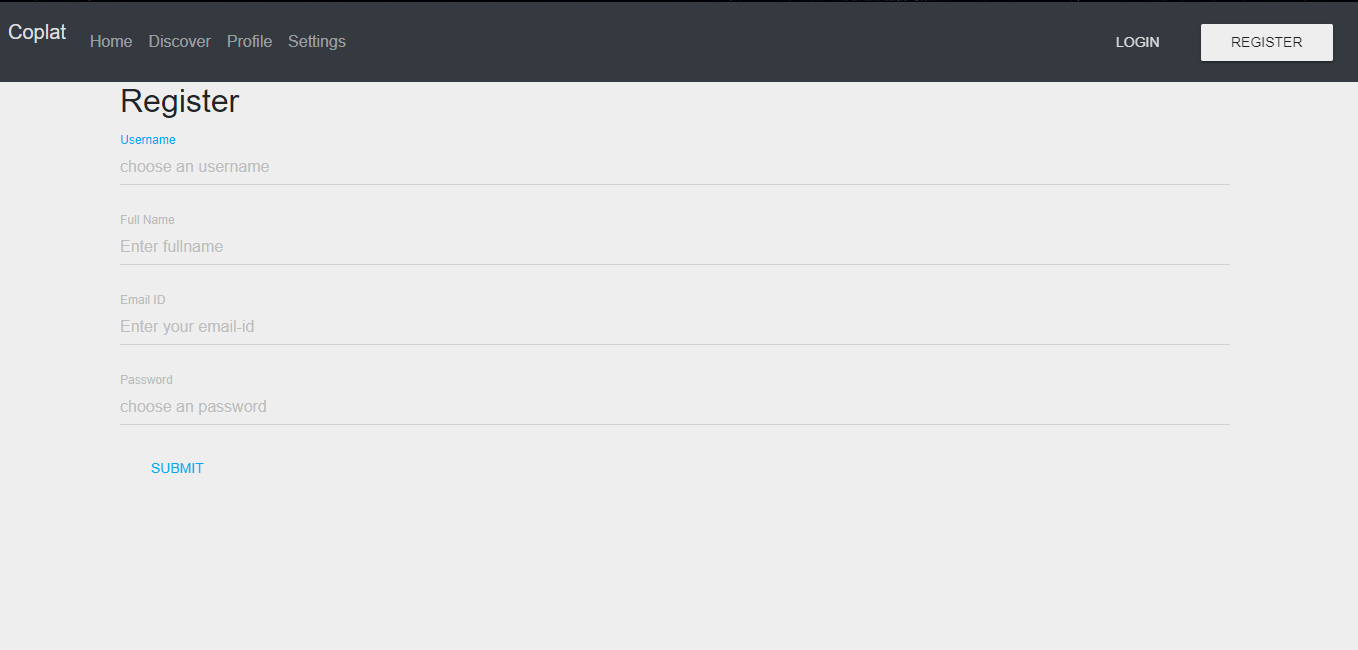 Coplat Home Discover Profile Settings LOGIN REGISTER
Register
Username
choose an username
Full Name
Enter fullname
Email ID
Enter your email-id
Password
choose an password
SUBMIT